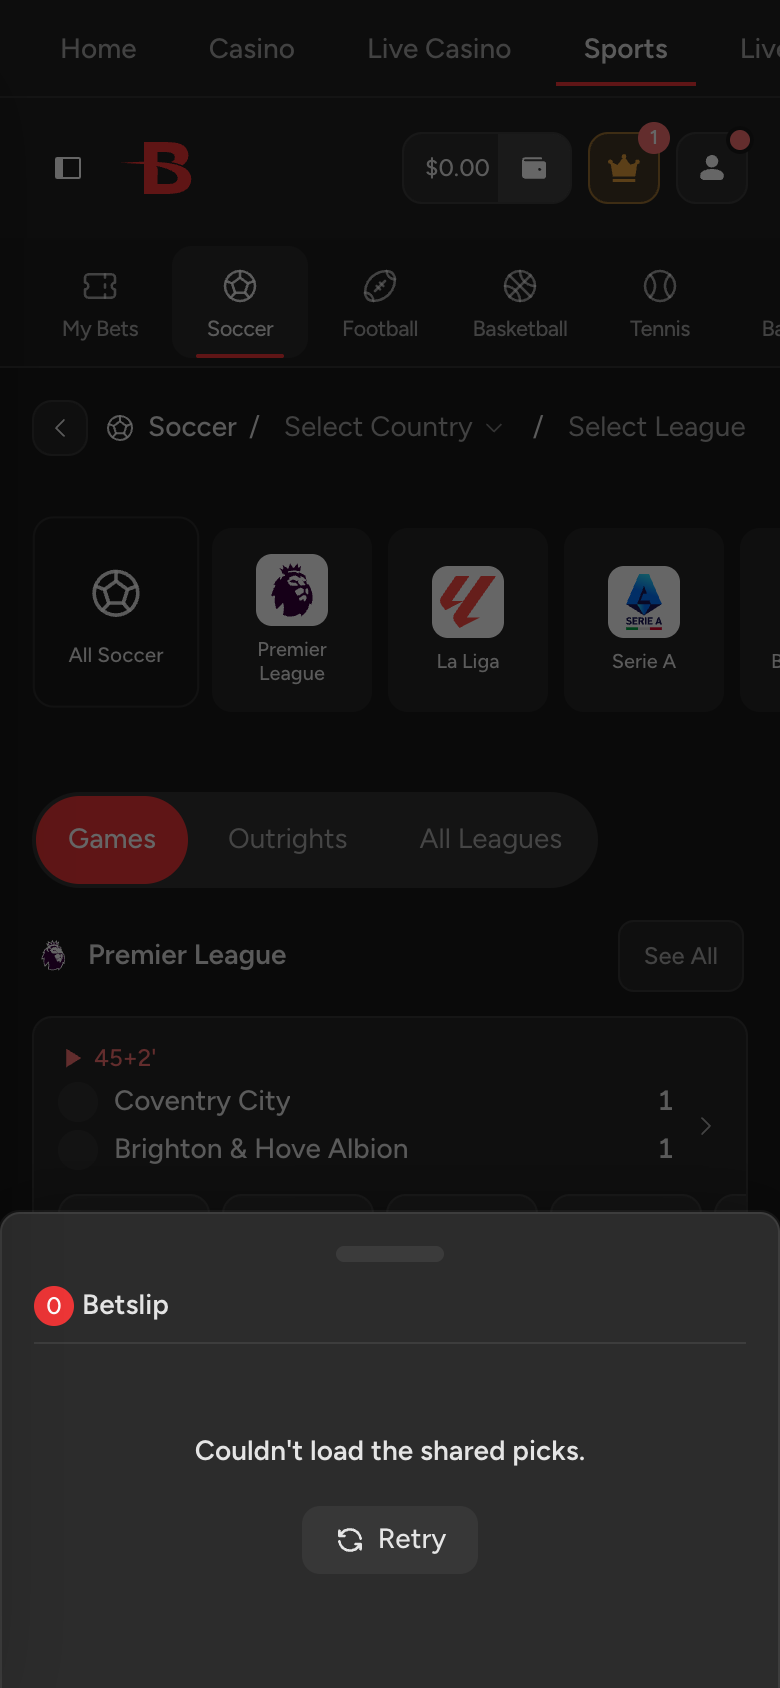 Home Casino Live Casino Sports Live
B
$0.00 1
My Bets Soccer Football Basketball Tennis Ba
Soccer / Select Country / Select League
All Soccer
Premier
League
La Liga
SERIE A
Serie A
B
Games Outrights All Leagues
Premier League See All
45+2'
Coventry City 1
Brighton & Hove Albion 1
0 Betslip
Couldn't load the shared picks.
Retry